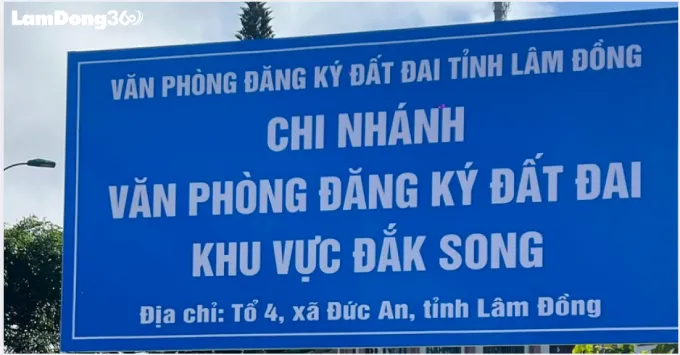 LamDong360
VĂN PHÒNG ĐĂNG KÝ ĐẤT ĐAI TỈNH LÂM ĐỒNG
CHI NHÁNH
VĂN PHÒNG ĐĂNG KÝ ĐẤT ĐAI
KHU VỰC ĐẮK SONG
Địa chỉ: Tổ 4, xã Đức An, tỉnh Lâm Đồng